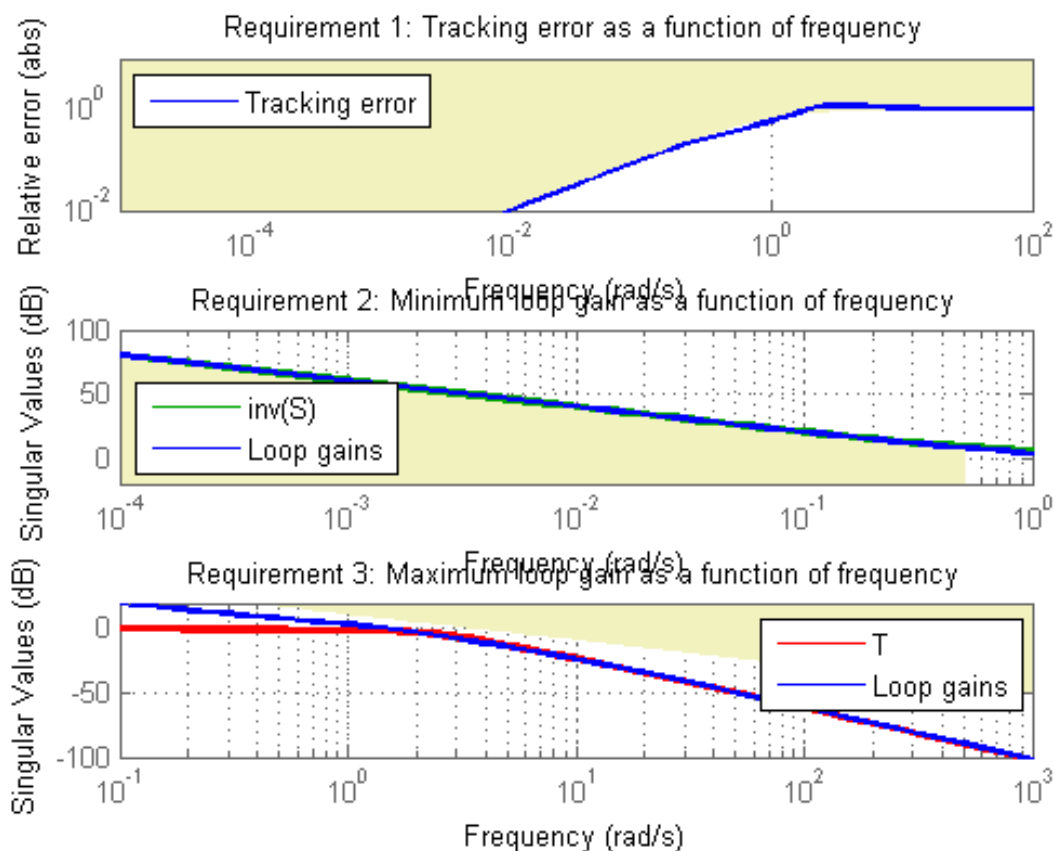 Requirement 1: Tracking error as a function of frequency
Relative error (abs)
10^0
10^-2
Tracking error
10^-4
10^-2
10^0
10^2
Frequency (rad/s)
Requirement 2: Minimum loop gain as a function of frequency
Singular Values (dB)
100
50
0
inv(S)
Loop gains
10^-4
10^-3
10^-2
10^-1
10^0
Frequency (rad/s)
Requirement 3: Maximum loop gain as a function of frequency
Singular Values (dB)
0
-50
-100
T
Loop gains
10^-1
10^0
10^1
10^2
10^3
Frequency (rad/s)